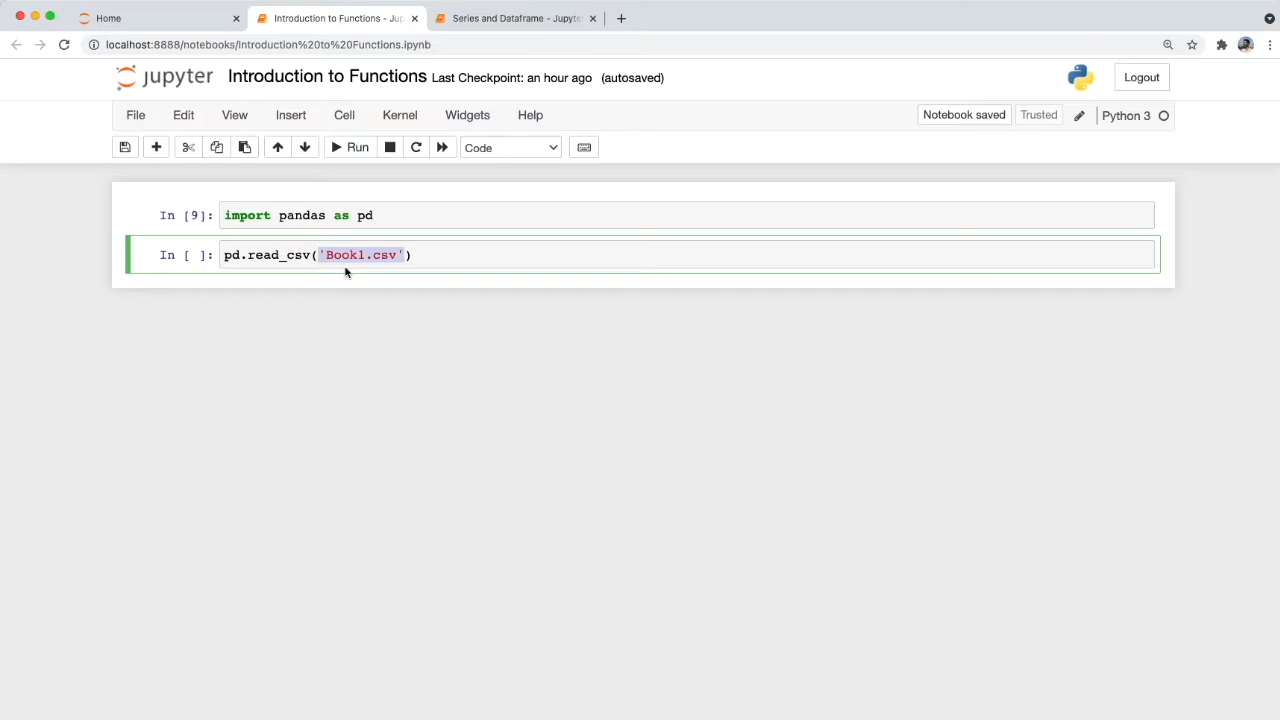 Home
Introduction to Functions - Jup
Series and Dataframe - Jupyte
localhost:8888/notebooks/Introduction%20to%20Functions.ipynb
jupyter Introduction to Functions Last Checkpoint: an hour ago (autosaved)
Logout
File Edit View Insert Cell Kernel Widgets Help
Notebook saved Trusted Python 3
Run Code
In [9]: import pandas as pd
In [ ]: pd.read_csv('Book1.csv')